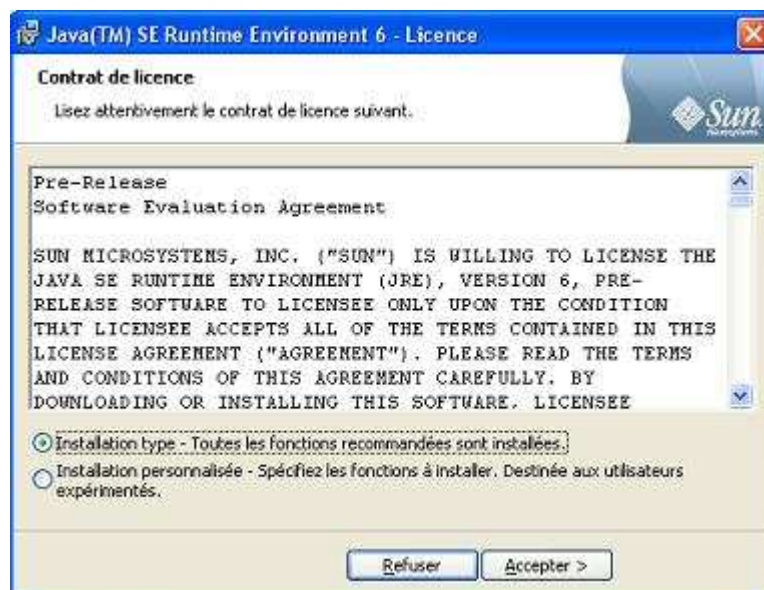 Java(TM) SE Runtime Environment 6 - Licence
Contrat de licence
Lisez attentivement le contrat de licence suivant.
Sun
microsystems
Pre-Release
Software Evaluation Agreement
SUN MICROSYSTEMS, INC. ("SUN") IS WILLING TO LICENSE THE
JAVA SE RUNTIME ENVIRONMENT (JRE), VERSION 6, PRE-
RELEASE SOFTWARE TO LICENSEE ONLY UPON THE CONDITION
THAT LICENSEE ACCEPTS ALL OF THE TERMS CONTAINED IN THIS
LICENSE AGREEMENT ("AGREEMENT"). PLEASE READ THE TERMS
AND CONDITIONS OF THIS AGREEMENT CAREFULLY. BY
DOWNLOADING OR INSTALLING THIS SOFTWARE, LICENSEE
Installation type - Toutes les fonctions recommandées sont installées.
Installation personnalisée - Spécifiez les fonctions à installer. Destinée aux utilisateurs
expérimentés.
Refuser
Accepter >